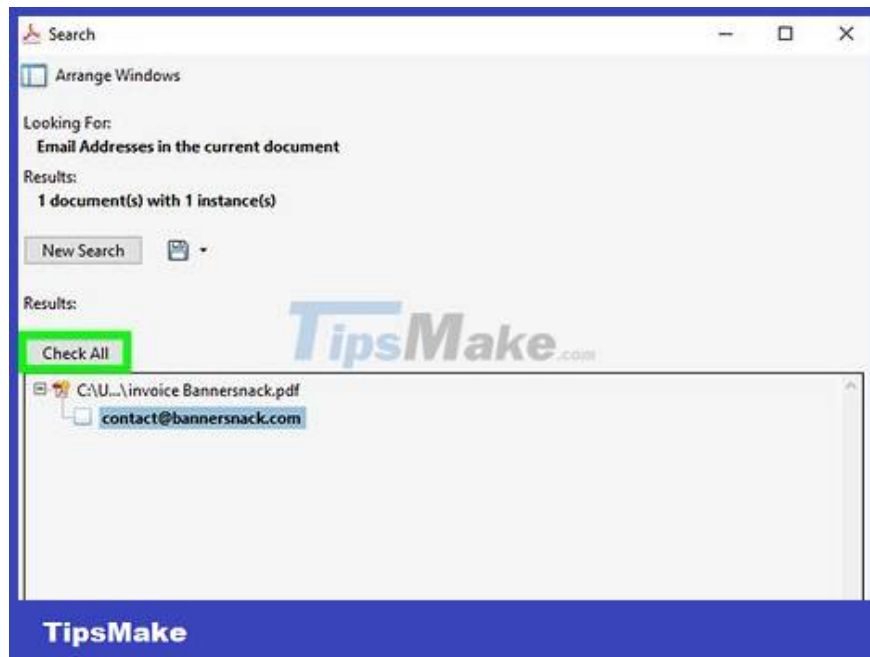 Search
Arrange Windows
Looking For:
Email Addresses in the current document
Results:
1 document(s) with 1 instance(s)
New Search
Results:
TipsMake.com
Check All
C:\U...\invoice Bannersnack.pdf
contact@bannersnack.com
TipsMake